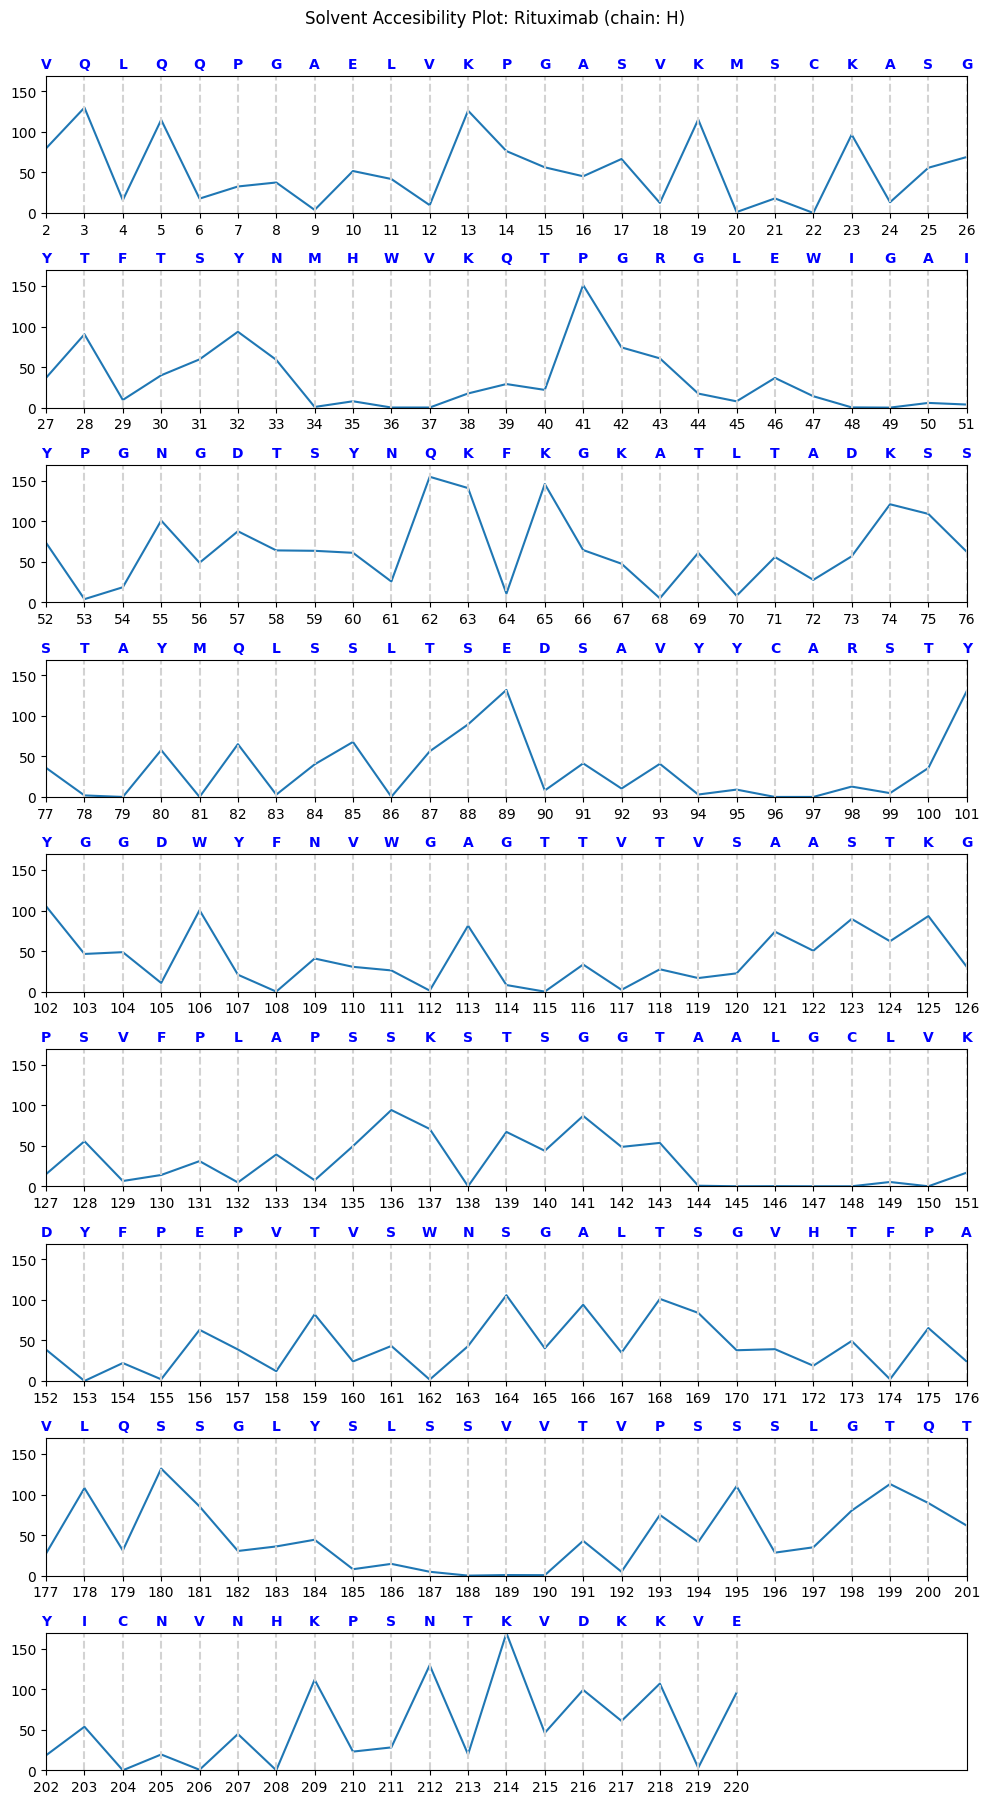 Solvent Accesibility Plot: Rituximab (chain: H)
V Q L Q Q P G A E L V K P G A S V K M S C K A S G
150
100
50
0
2 3 4 5 6 7 8 9 10 11 12 13 14 15 16 17 18 19 20 21 22 23 24 25 26
Y T F T S Y N M H W V K Q T P G R G L E W I G A I
150
100
50
0
27 28 29 30 31 32 33 34 35 36 37 38 39 40 41 42 43 44 45 46 47 48 49 50 51
Y P G N G D T S Y N Q K F K G K A T L T A D K S S
150
100
50
0
52 53 54 55 56 57 58 59 60 61 62 63 64 65 66 67 68 69 70 71 72 73 74 75 76
S T A Y M Q L S S L T S E D S A V Y Y C A R S T Y
150
100
50
0
77 78 79 80 81 82 83 84 85 86 87 88 89 90 91 92 93 94 95 96 97 98 99 100 101
Y G G D W Y F N V W G A G T T V T V S A A S T K G
150
100
50
0
102 103 104 105 106 107 108 109 110 111 112 113 114 115 116 117 118 119 120 121 122 123 124 125 126
P S V F P L A P S S K S T S G G T A A L G C L V K
150
100
50
0
127 128 129 130 131 132 133 134 135 136 137 138 139 140 141 142 143 144 145 146 147 148 149 150 151
D Y F P E P V T V S W N S G A L T S G V H T F P A
150
100
50
0
152 153 154 155 156 157 158 159 160 161 162 163 164 165 166 167 168 169 170 171 172 173 174 175 176
V L Q S S G L Y S L S S V V T V P S S S L G T Q T
150
100
50
0
177 178 179 180 181 182 183 184 185 186 187 188 189 190 191 192 193 194 195 196 197 198 199 200 201
Y I C N V N H K P S N T K V D K K V E
150
100
50
0
202 203 204 205 206 207 208 209 210 211 212 213 214 215 216 217 218 219 220